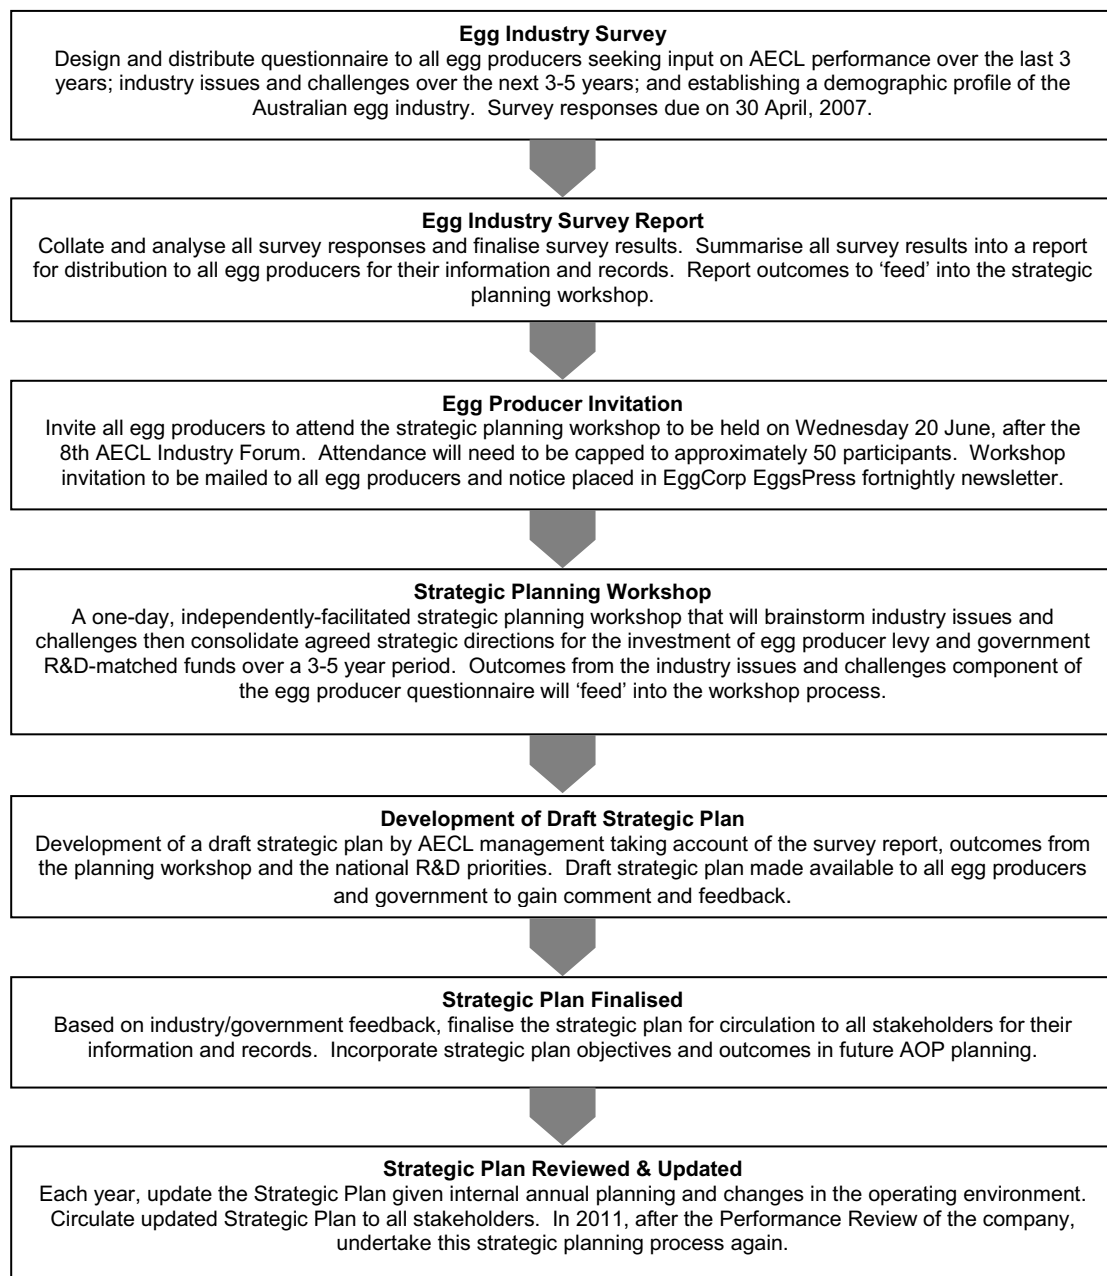 Egg Industry Survey
Design and distribute questionnaire to all egg producers seeking input on AECL performance over the last 3
years; industry issues and challenges over the next 3-5 years; and establishing a demographic profile of the
Australian egg industry.  Survey responses due on 30 April, 2007.
Egg Industry Survey Report
Collate and analyse all survey responses and finalise survey results.  Summarise all survey results into a report
for distribution to all egg producers for their information and records.  Report outcomes to ‘feed’ into the strategic
planning workshop.
Egg Producer Invitation
Invite all egg producers to attend the strategic planning workshop to be held on Wednesday 20 June, after the
8th AECL Industry Forum.  Attendance will need to be capped to approximately 50 participants.  Workshop
invitation to be mailed to all egg producers and notice placed in EggCorp EggsPress fortnightly newsletter.
Strategic Planning Workshop
A one-day, independently-facilitated strategic planning workshop that will brainstorm industry issues and
challenges then consolidate agreed strategic directions for the investment of egg producer levy and government
R&D-matched funds over a 3-5 year period.  Outcomes from the industry issues and challenges component of
the egg producer questionnaire will ‘feed’ into the workshop process.
Development of Draft Strategic Plan
Development of a draft strategic plan by AECL management taking account of the survey report, outcomes from
the planning workshop and the national R&D priorities.  Draft strategic plan made available to all egg producers
and government to gain comment and feedback.
Strategic Plan Finalised
Based on industry/government feedback, finalise the strategic plan for circulation to all stakeholders for their
information and records.  Incorporate strategic plan objectives and outcomes in future AOP planning.
Strategic Plan Reviewed & Updated
Each year, update the Strategic Plan given internal annual planning and changes in the operating environment.
Circulate updated Strategic Plan to all stakeholders.  In 2011, after the Performance Review of the company,
undertake this strategic planning process again.